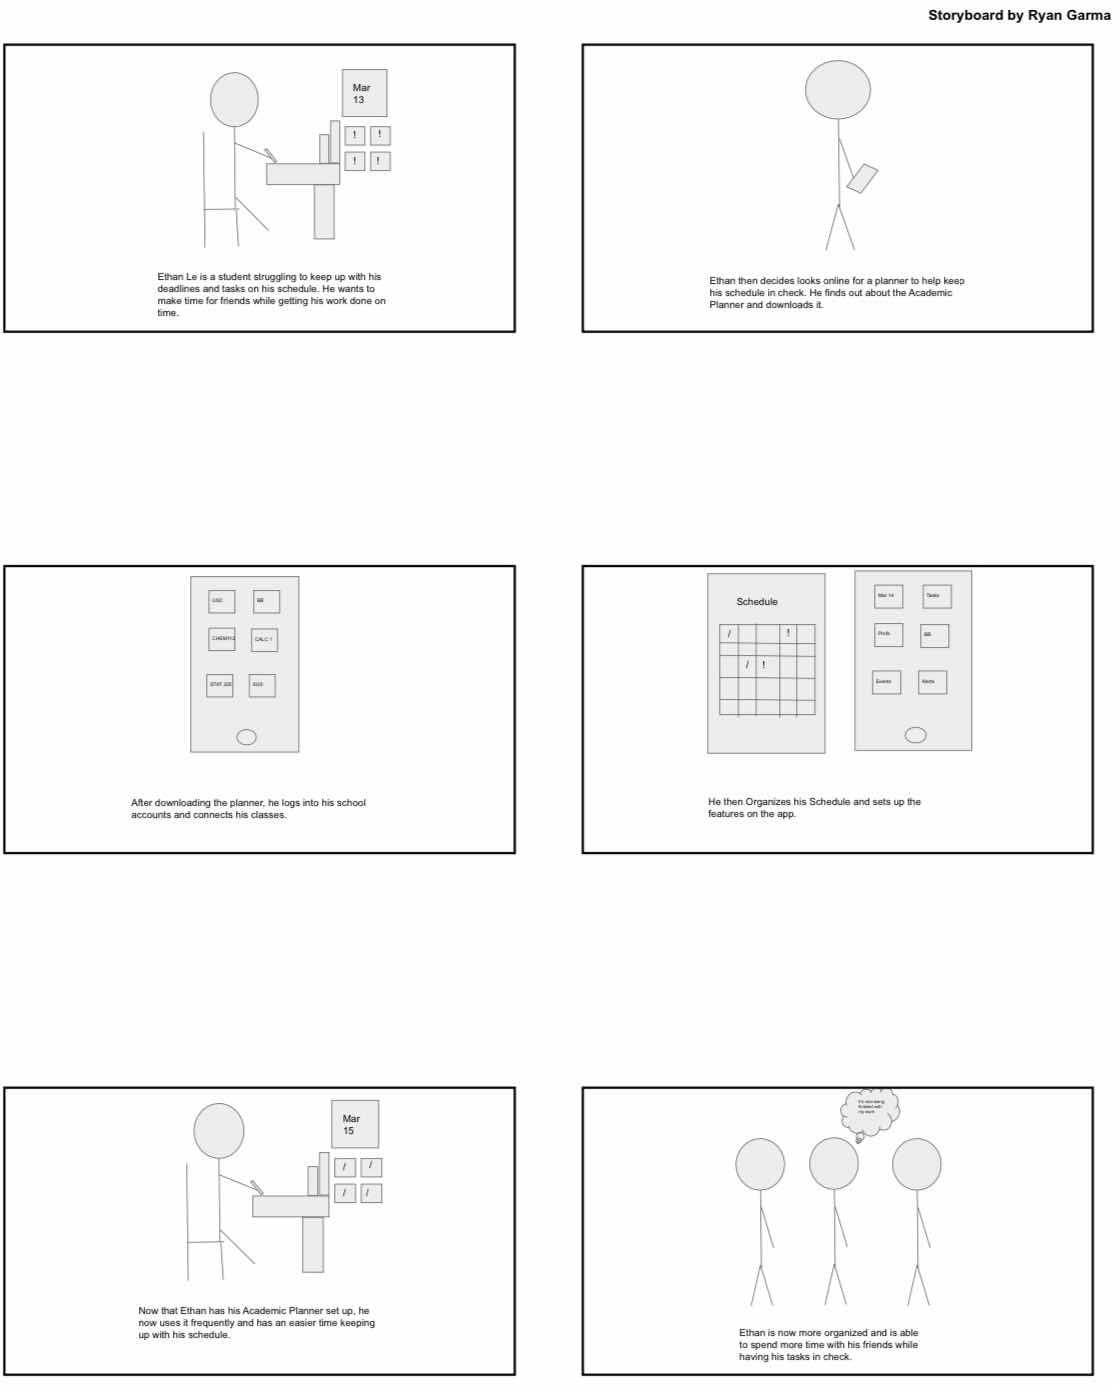 Storyboard by Ryan Garma
Mar
13
! !
! !
Ethan Le is a student struggling to keep up with his
deadlines and tasks on his schedule. He wants to
make time for friends while getting his work done on
time.
Ethan then decides looks online for a planner to help keep
his schedule in check. He finds out about the Academic
Planner and downloads it.
BB
CALC 1
After downloading the planner, he logs into his school
accounts and connects his classes.
Schedule
/ !
/ !
Mar 14 Tasks
Profs BB
Events Alerts
He then Organizes his Schedule and sets up the
features on the app.
Mar
15
/ /
/ /
Now that Ethan has his Academic Planner set up, he
now uses it frequently and has an easier time keeping
up with his schedule.
It's nice being
finished with
my work
Ethan is now more organized and is able
to spend more time with his friends while
having his tasks in check.